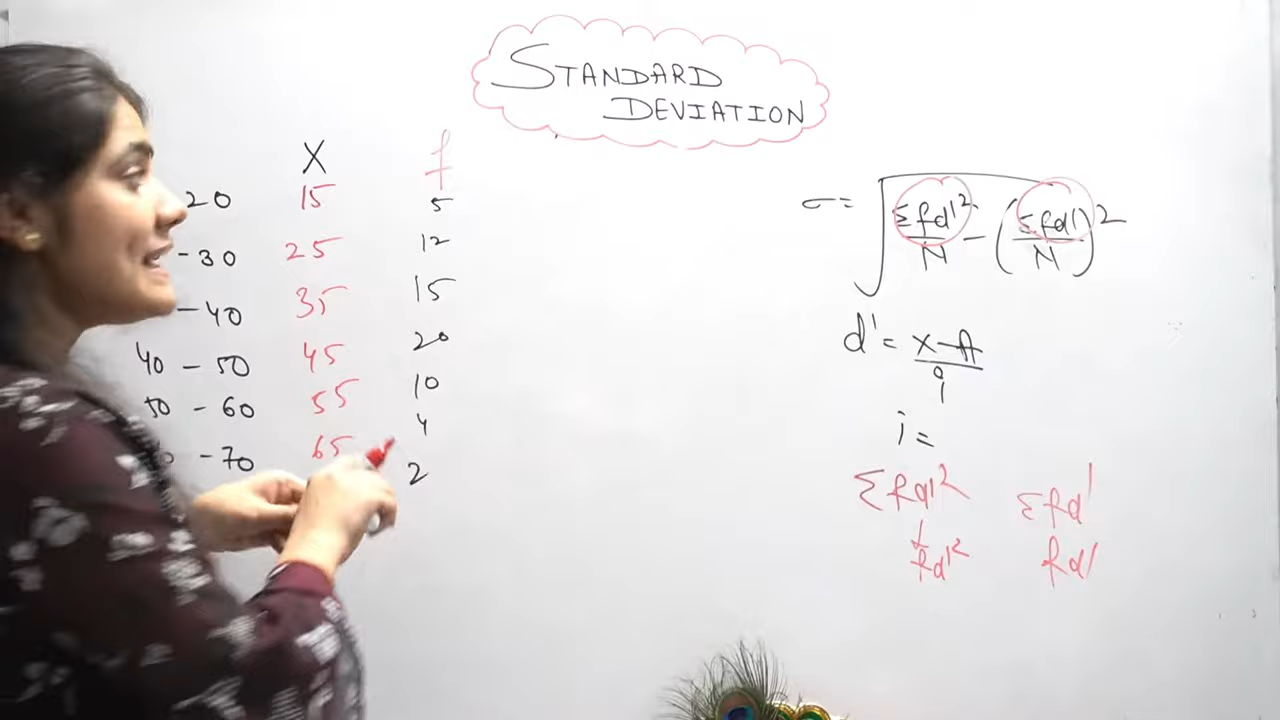 STANDARD
DEVIATION
X f
20 15 5
- 30 25 12
- 40 35 15
40 - 50 45 20
50 - 60 55 10
- 70 65 4
2
σ = √ Σfd'²/N - (Σfd'/N)²
d' = X-A/i
i =
Σfd'² Σfd'
fd'² fd'